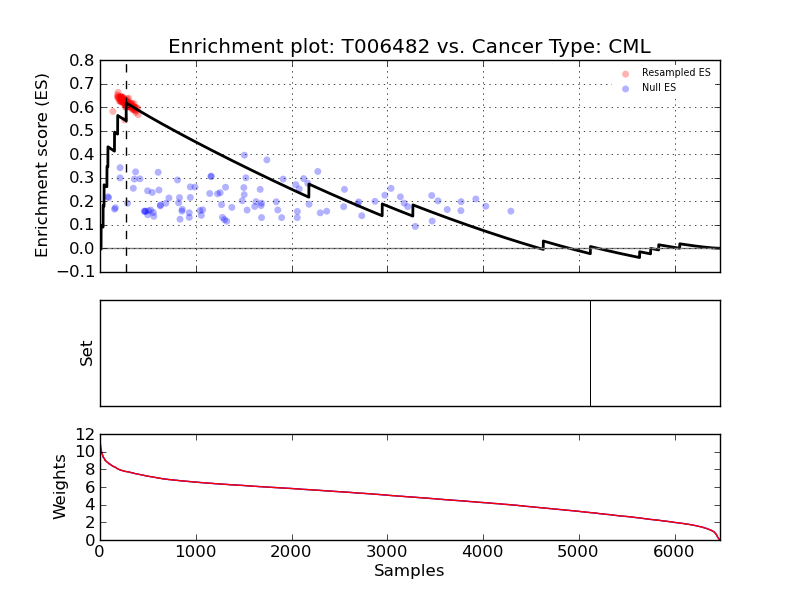 Enrichment plot: T006482 vs. Cancer Type: CML
Enrichment score (ES)
0.8
0.7
0.6
0.5
0.4
0.3
0.2
0.1
0.0
−0.1
Resampled ES
Null ES
Set
Weights
12
10
8
6
4
2
0
0 1000 2000 3000 4000 5000 6000
Samples